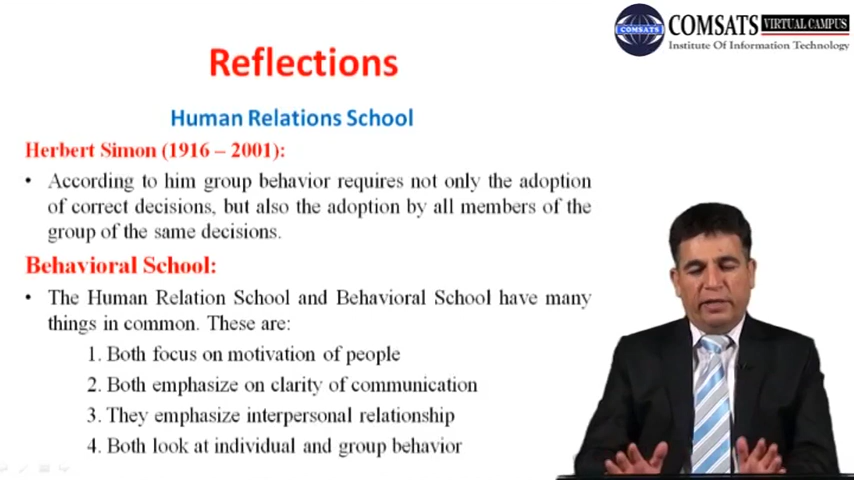 COMSATS
COMSATS VIRTUAL CAMPUS
Institute Of Information Technology
Reflections
Human Relations School
Herbert Simon (1916 – 2001):
• According to him group behavior requires not only the adoption
of correct decisions, but also the adoption by all members of the
group of the same decisions.
Behavioral School:
• The Human Relation School and Behavioral School have many
things in common. These are:
1. Both focus on motivation of people
2. Both emphasize on clarity of communication
3. They emphasize interpersonal relationship
4. Both look at individual and group behavior